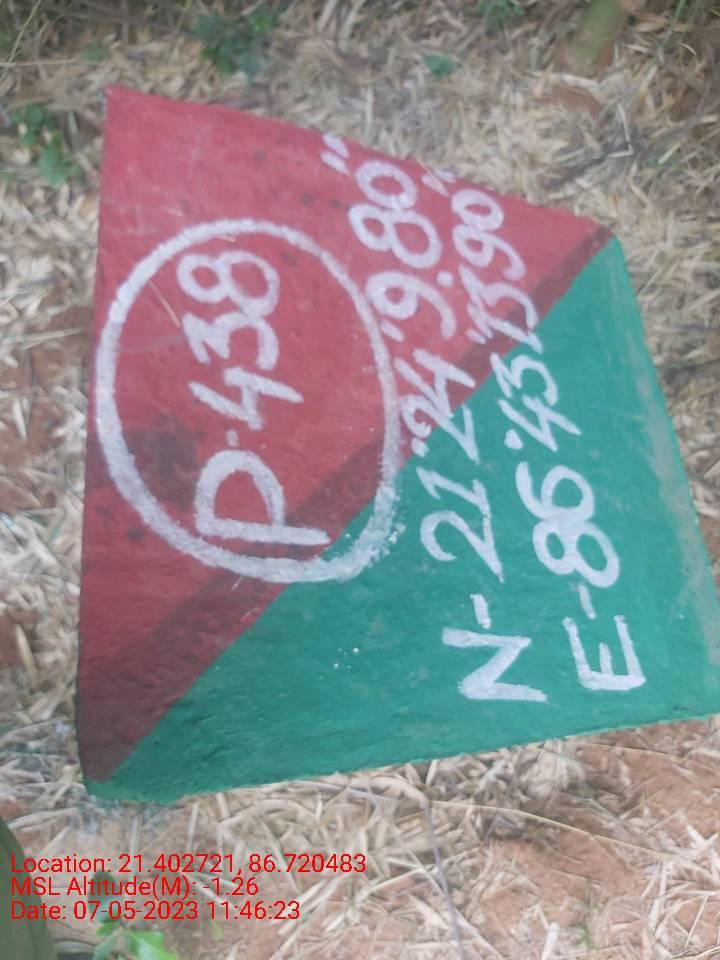 P-438
N-21°24'9.80"
E-86°43'13.90"
Location: 21.402721, 86.720483
MSL Altitude(M): -1.26
Date: 07-05-2023 11:46:23